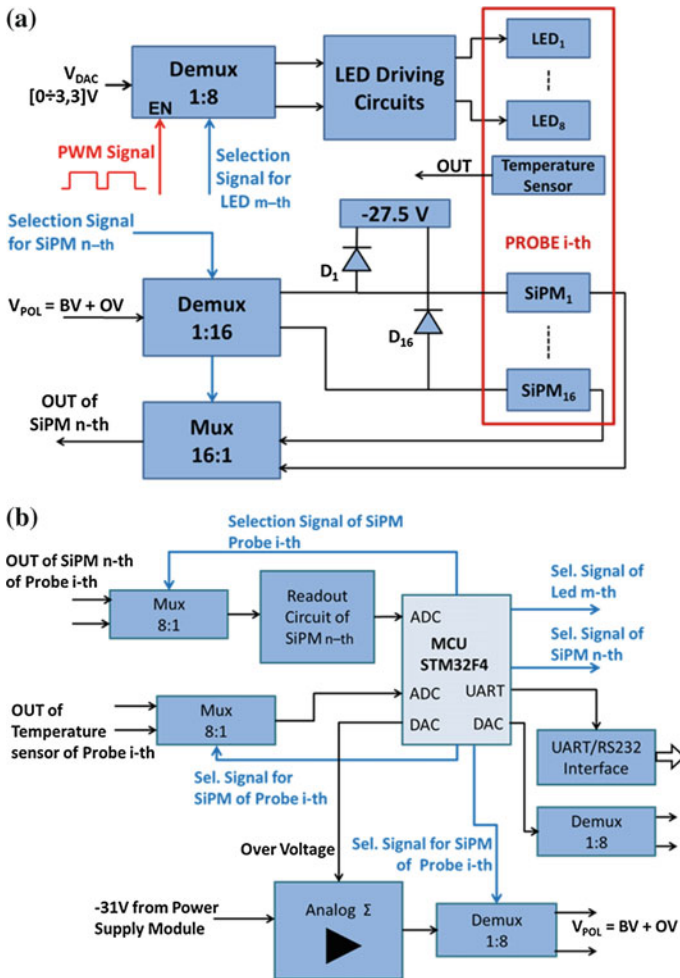 (a)
V_DAC
[0÷3,3]V
Demux
1:8
EN
LED Driving
Circuits
LED₁
LED₈
PWM Signal
Selection
Signal for
LED m–th
OUT
Temperature
Sensor
Selection Signal
for SiPM n–th
-27.5 V
PROBE i-th
D₁
V_POL = BV + OV
Demux
1:16
SiPM₁
D₁₆
SiPM₁₆
OUT of
SiPM n-th
Mux
16:1
(b)
Selection Signal of SiPM
Probe i-th
OUT of SiPM n-th
of Probe i-th
Mux
8:1
Readout
Circuit of
SiPM n–th
ADC
MCU
STM32F4
Sel. Signal of
Led m-th
Sel. Signal of
SiPM n-th
OUT of
Temperature
sensor of Probe i-th
Mux
8:1
ADC
UART
DAC
DAC
UART/RS232
Interface
Sel. Signal for
SiPM of Probe i-th
Demux
1:8
Over Voltage
Sel. Signal for SiPM
of Probe i-th
-31V from Power
Supply Module
Analog Σ
Demux
1:8
V_POL = BV + OV